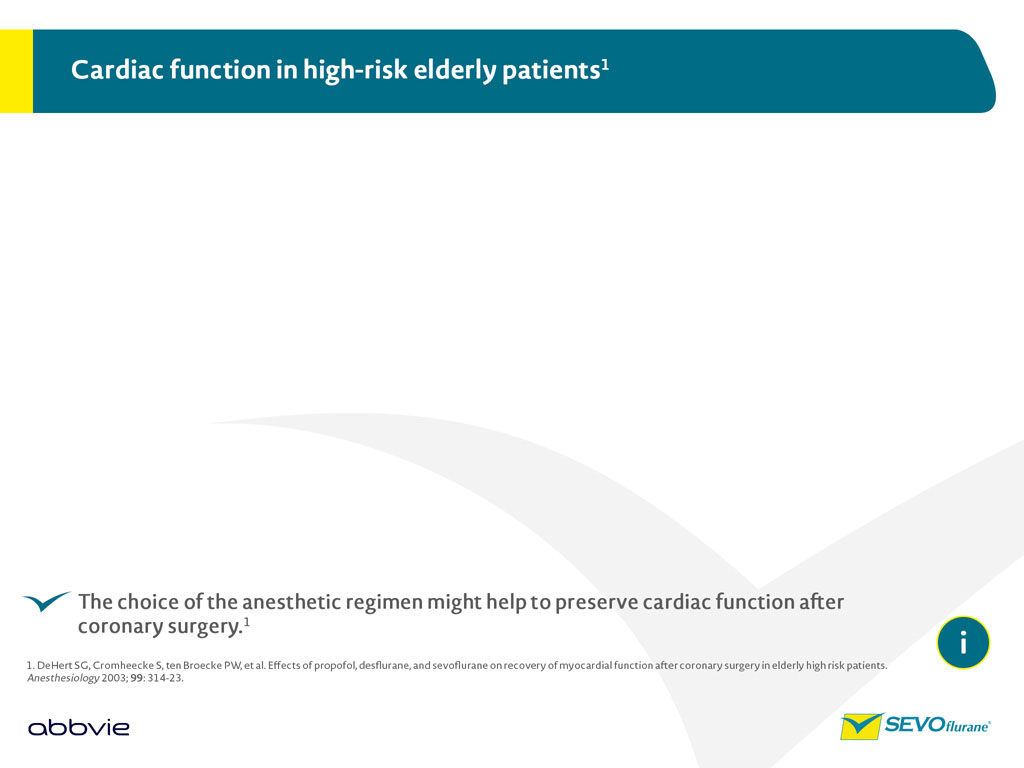 Cardiac function in high-risk elderly patients¹
The choice of the anesthetic regimen might help to preserve cardiac function after
coronary surgery.¹
i
1. DeHert SG, Cromheecke S, ten Broecke PW, et al. Effects of propofol, desflurane, and sevoflurane on recovery of myocardial function after coronary surgery in elderly high risk patients.
Anesthesiology 2003; 99: 314-23.
abbvie
SEVOflurane®